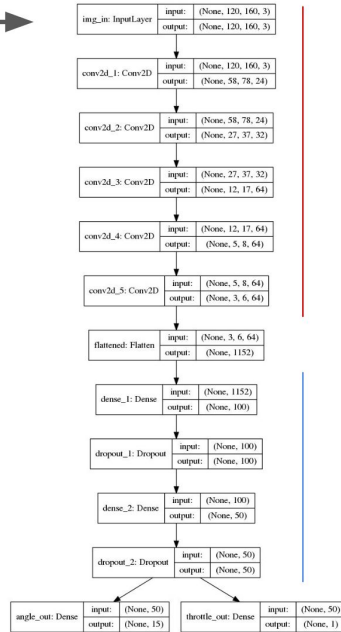 img_in: InputLayer input: (None, 120, 160, 3)
output: (None, 120, 160, 3)
conv2d_1: Conv2D input: (None, 120, 160, 3)
output: (None, 58, 78, 24)
conv2d_2: Conv2D input: (None, 58, 78, 24)
output: (None, 27, 37, 32)
conv2d_3: Conv2D input: (None, 27, 37, 32)
output: (None, 12, 17, 64)
conv2d_4: Conv2D input: (None, 12, 17, 64)
output: (None, 5, 8, 64)
conv2d_5: Conv2D input: (None, 5, 8, 64)
output: (None, 3, 6, 64)
flattened: Flatten input: (None, 3, 6, 64)
output: (None, 1152)
dense_1: Dense input: (None, 1152)
output: (None, 100)
dropout_1: Dropout input: (None, 100)
output: (None, 100)
dense_2: Dense input: (None, 100)
output: (None, 50)
dropout_2: Dropout input: (None, 50)
output: (None, 50)
angle_out: Dense input: (None, 50)
output: (None, 15)
throttle_out: Dense input: (None, 50)
output: (None, 1)